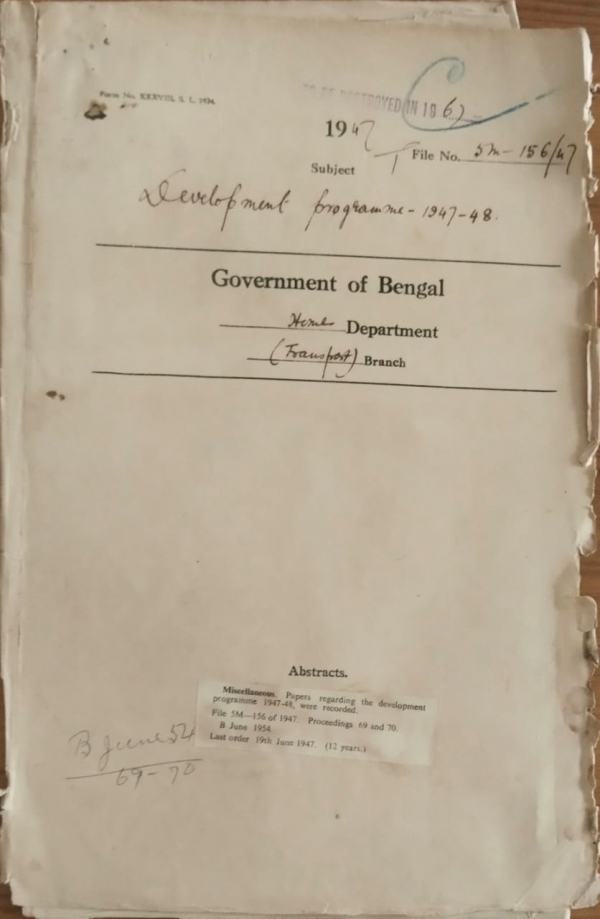 Form No. XXXVIII, S. L. 1934.
TO BE DESTROYED IN 1967
1947
File No. 5M-156/47
Subject
Development programme - 1947-48.
Government of Bengal
Home Department
(Transport) Branch
Abstracts.
Miscellaneous. Papers regarding the development
programme 1947-48, were recorded.
File 5M—156 of 1947. Proceedings 69 and 70.
B June 1954.
Last order 19th June 1947. (12 years.)
B June 54
69-70